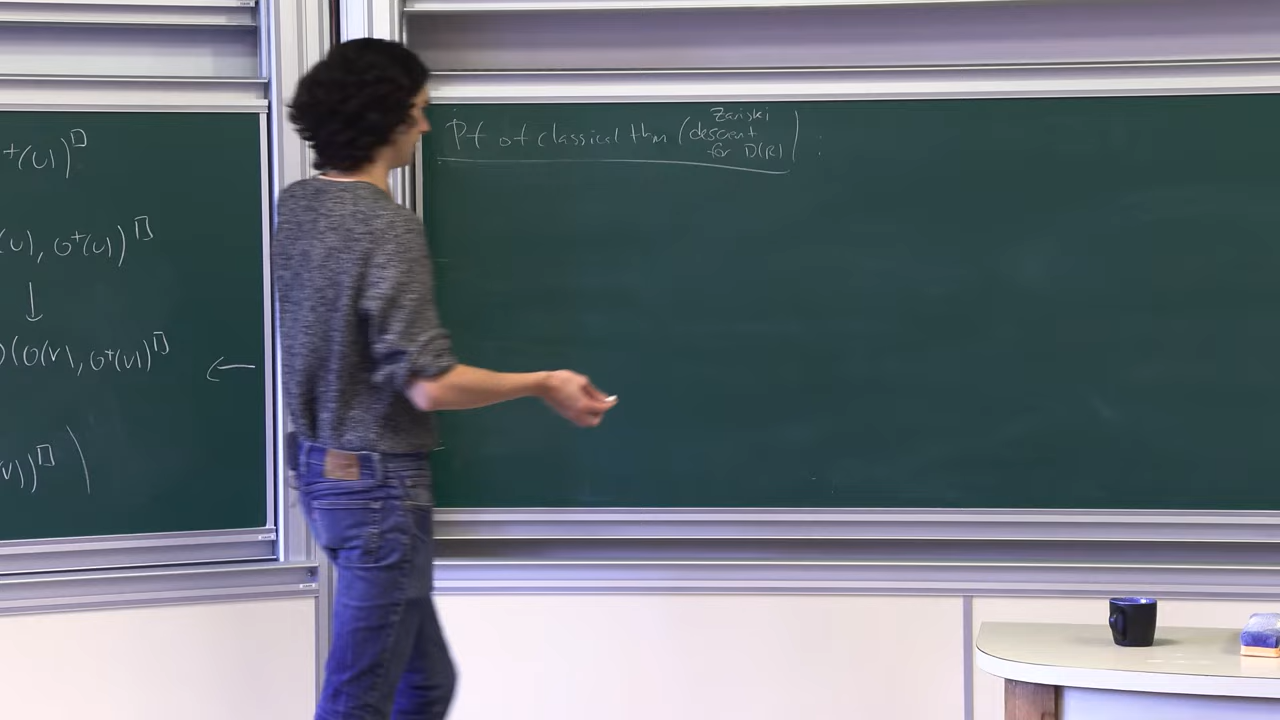 ⁺(U))^□
(U), O⁺(U))^□
↓
D(O(V), O⁺(V))^□ ←
V))^□ )
Pf of classical thm (Zariski descent for D(R)) :